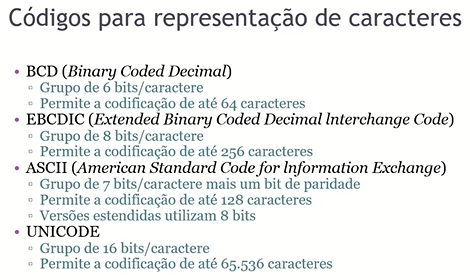 Códigos para representação de caracteres
• BCD (Binary Coded Decimal)
▫ Grupo de 6 bits/caractere
▫ Permite a codificação de até 64 caracteres
• EBCDIC (Extended Binary Coded Decimal lnterchange Code)
▫ Grupo de 8 bits/caractere
▫ Permite a codificação de até 256 caracteres
• ASCII (American Standard Code for lnformation Exchange)
▫ Grupo de 7 bits/caractere mais um bit de paridade
▫ Permite a codificação de até 128 caracteres
▫ Versões estendidas utilizam 8 bits
• UNICODE
▫ Grupo de 16 bits/caractere
▫ Permite a codificação de até 65.536 caracteres